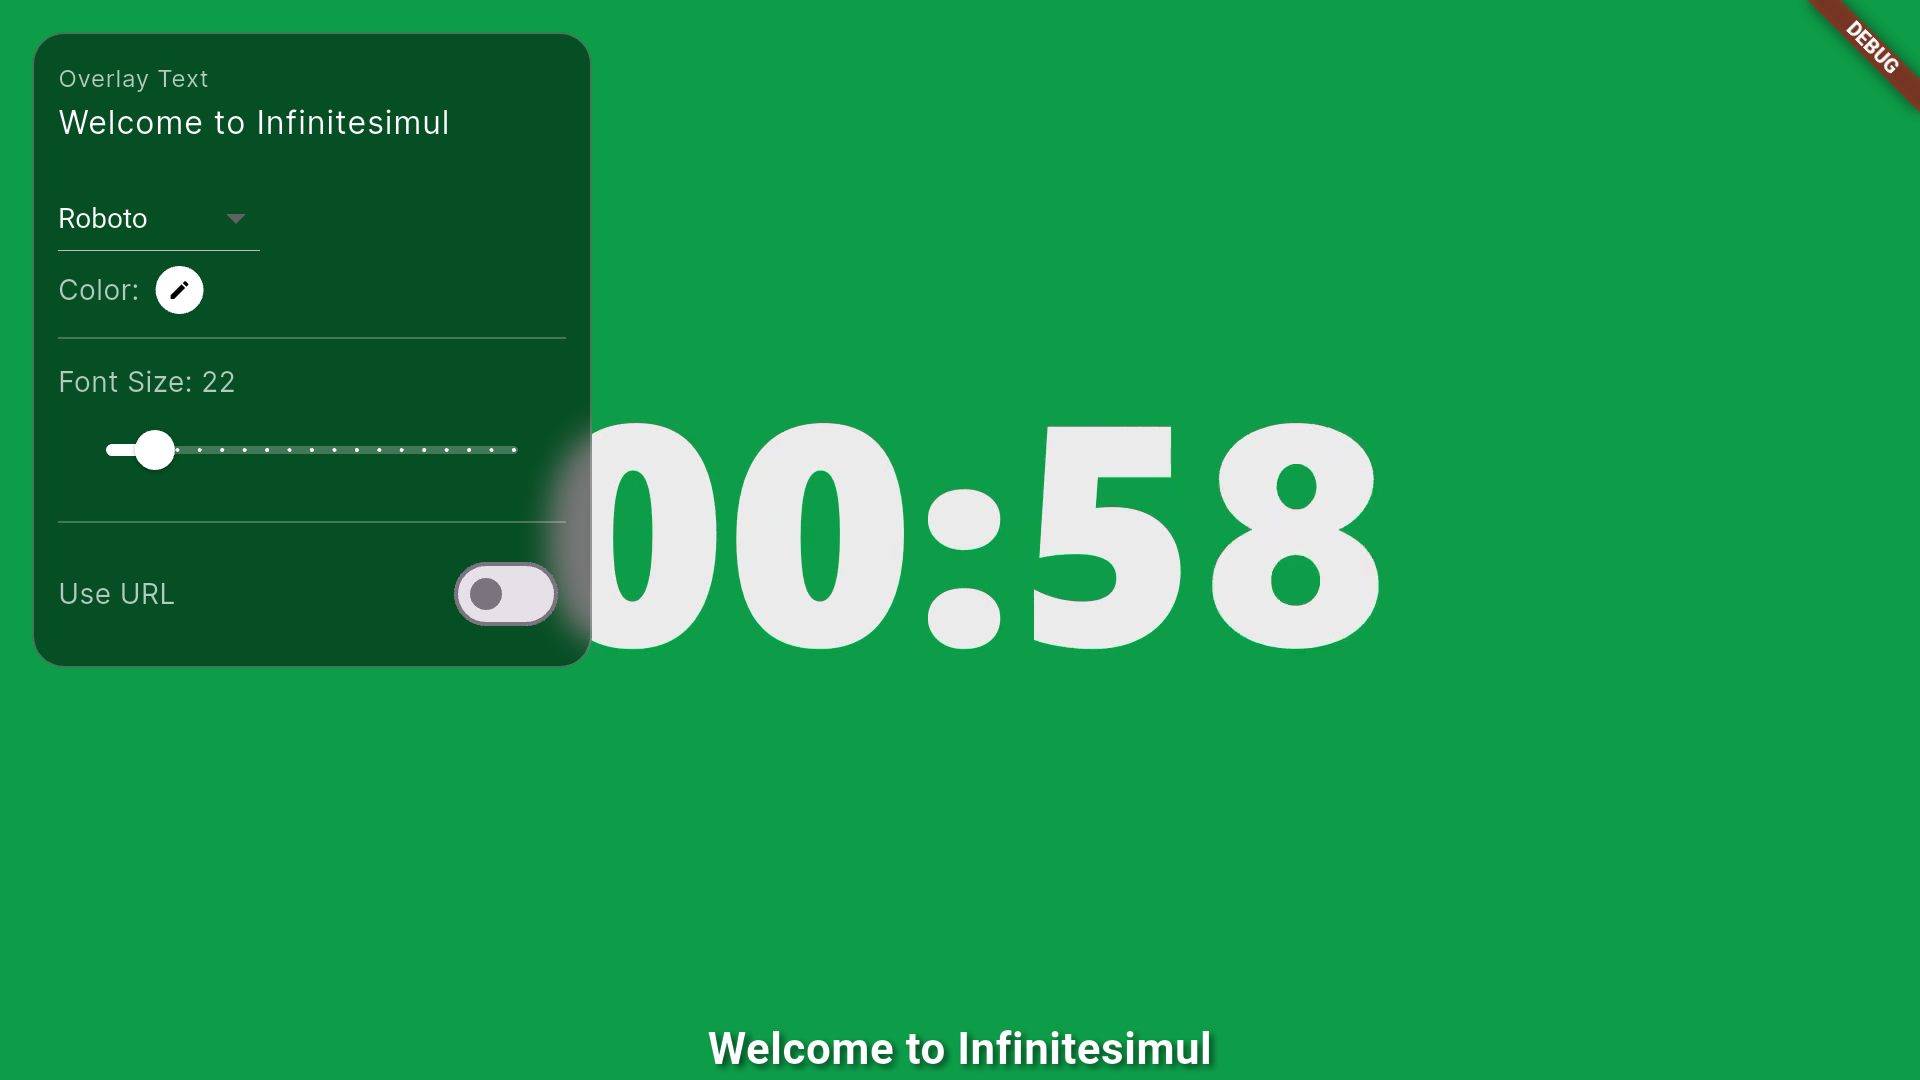 Overlay Text
Welcome to Infinitesimul
Roboto
Color:
Font Size: 22
Use URL
00:58
DEBUG
Welcome to Infinitesimul